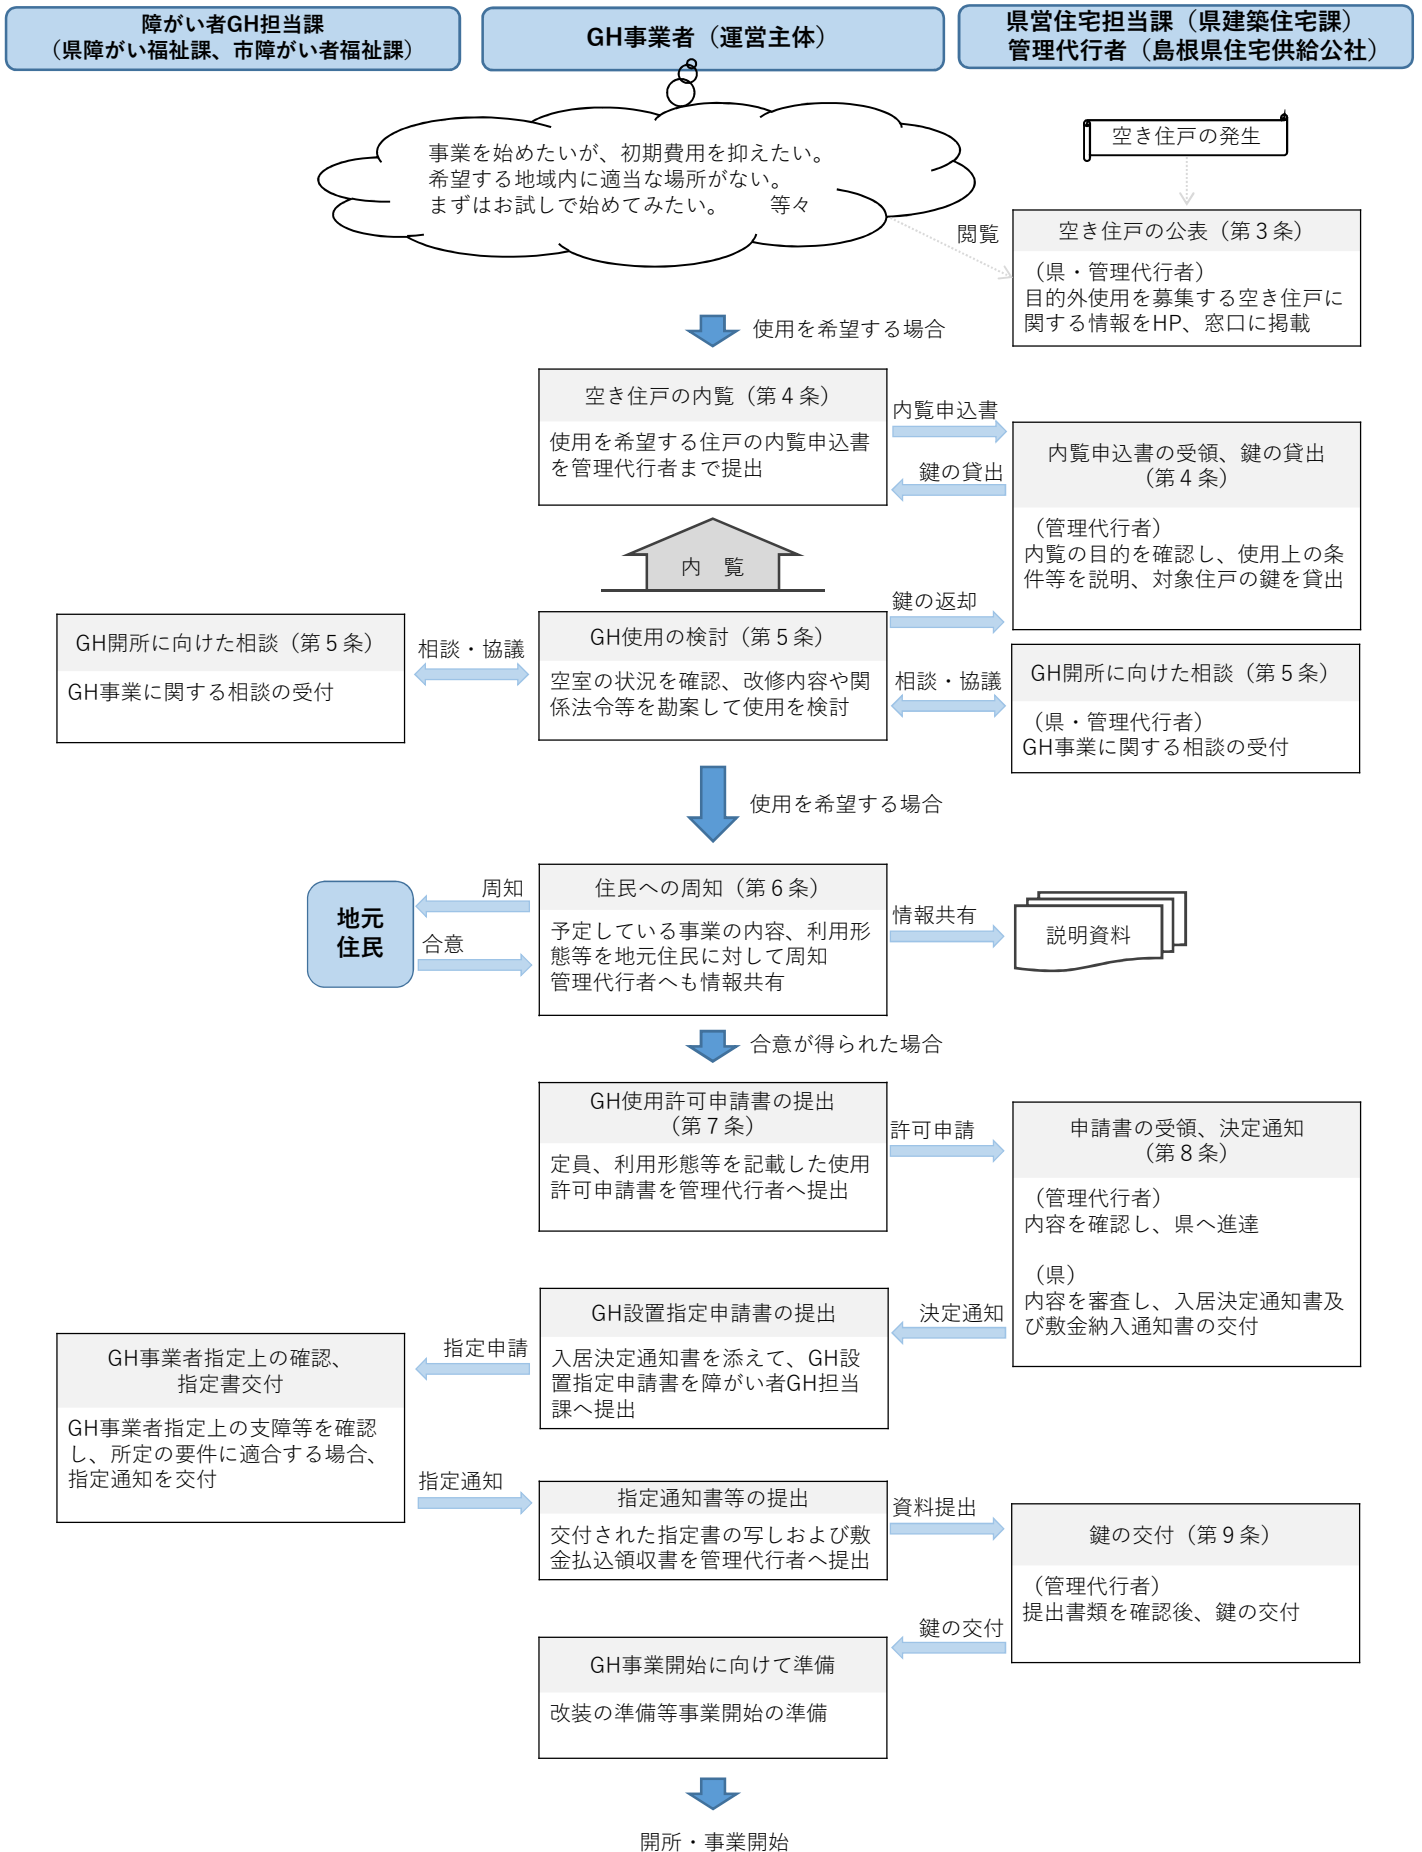 障がい者GH担当課
（県障がい福祉課、市障がい者福祉課）
GH事業者（運営主体）
県営住宅担当課（県建築住宅課）
管理代行者（島根県住宅供給公社）
事業を始めたいが、初期費用を抑えたい。
希望する地域内に適当な場所がない。
まずはお試しで始めてみたい。　　等々
空き住戸の発生
閲覧
空き住戸の公表（第３条）
（県・管理代行者）
目的外使用を募集する空き住戸に
関する情報をHP、窓口に掲載
使用を希望する場合
空き住戸の内覧（第４条）
使用を希望する住戸の内覧申込書
を管理代行者まで提出
内覧申込書
鍵の貸出
内覧申込書の受領、鍵の貸出
（第４条）
（管理代行者）
内覧の目的を確認し、使用上の条
件等を説明、対象住戸の鍵を貸出
内　覧
鍵の返却
GH開所に向けた相談（第５条）
GH事業に関する相談の受付
相談・協議
GH使用の検討（第５条）
空室の状況を確認、改修内容や関
係法令等を勘案して使用を検討
相談・協議
GH開所に向けた相談（第５条）
（県・管理代行者）
GH事業に関する相談の受付
使用を希望する場合
地元
住民
周知
合意
住民への周知（第６条）
予定している事業の内容、利用形
態等を地元住民に対して周知
管理代行者へも情報共有
情報共有
説明資料
合意が得られた場合
GH使用許可申請書の提出
（第７条）
定員、利用形態等を記載した使用
許可申請書を管理代行者へ提出
許可申請
申請書の受領、決定通知
（第８条）
（管理代行者）
内容を確認し、県へ進達
（県）
内容を審査し、入居決定通知書及
び敷金納入通知書の交付
決定通知
GH設置指定申請書の提出
入居決定通知書を添えて、GH設
置指定申請書を障がい者GH担当
課へ提出
指定申請
GH事業者指定上の確認、
指定書交付
GH事業者指定上の支障等を確認
し、所定の要件に適合する場合、
指定通知を交付
指定通知
指定通知書等の提出
交付された指定書の写しおよび敷
金払込領収書を管理代行者へ提出
資料提出
鍵の交付（第９条）
（管理代行者）
提出書類を確認後、鍵の交付
鍵の交付
GH事業開始に向けて準備
改装の準備等事業開始の準備
開所・事業開始